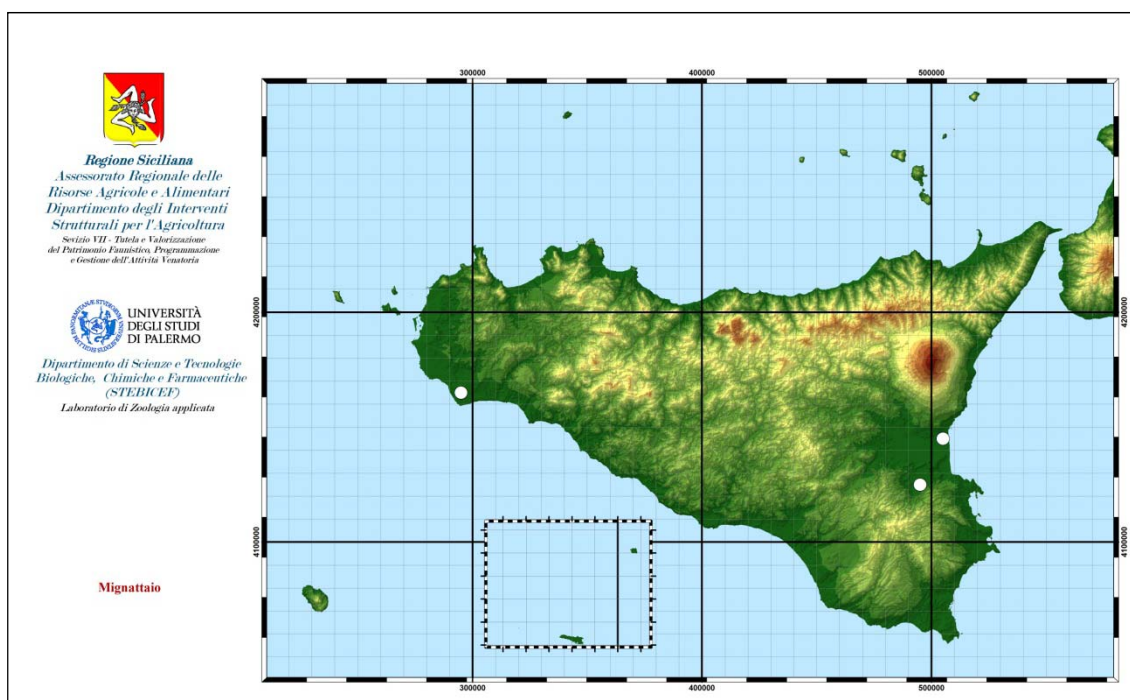 Regione Siciliana
Assessorato Regionale delle
Risorse Agricole e Alimentari
Dipartimento degli Interventi
Strutturali per l'Agricoltura
Sevizio VII - Tutela e Valorizzazione
del Patrimonio Faunistico, Programmazione
e Gestione dell'Attività Venatoria
UNIVERSITÀ
DEGLI STUDI
DI PALERMO
Dipartimento di Scienze e Tecnologie
Biologiche, Chimiche e Farmaceutiche
(STEBICEF)
Laboratorio di Zoologia applicata
Mignattaio
300000
400000
500000
4200000
4200000
4100000
4100000
300000
400000
500000